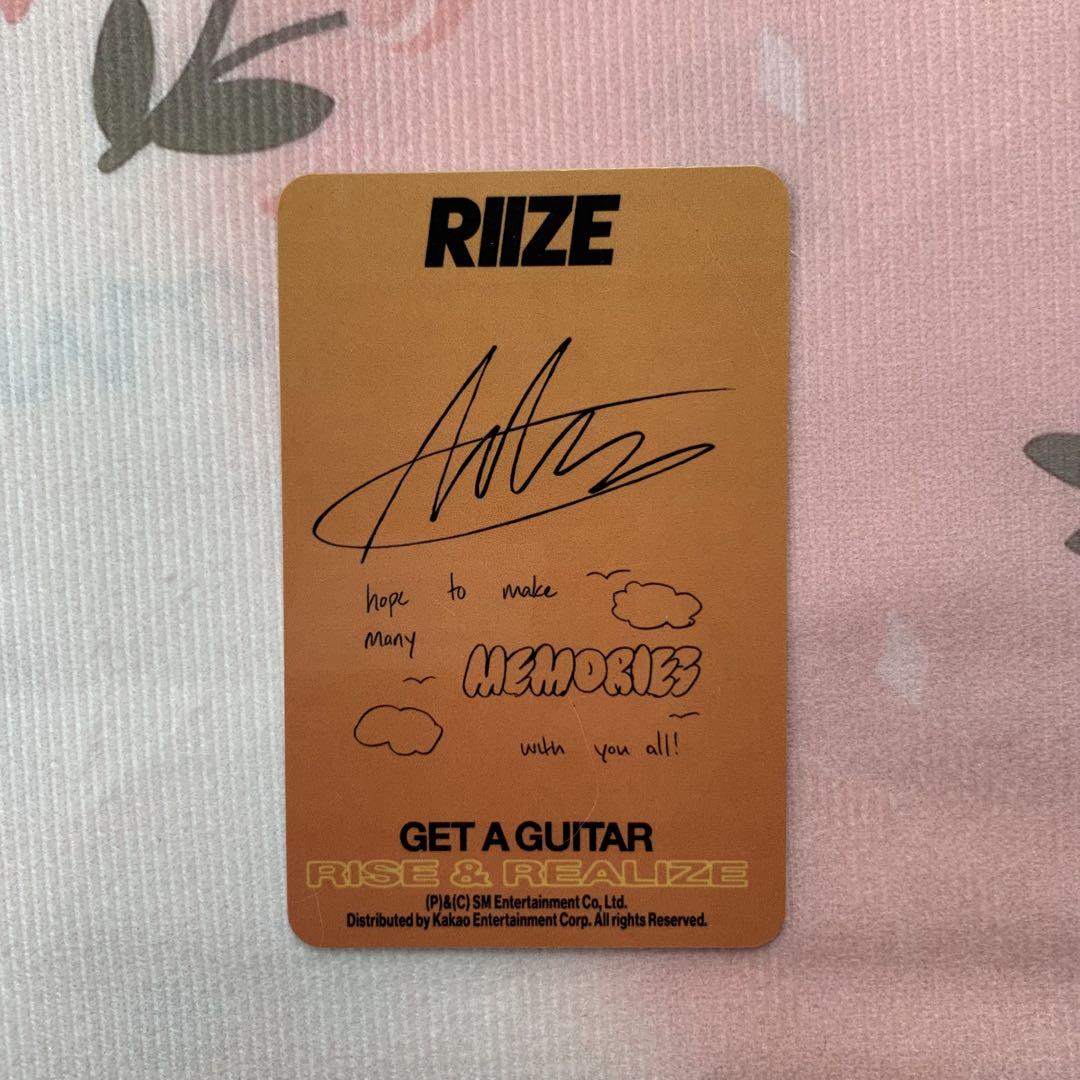 RIIZE
hope to make
many
MEMORIES
with you all!
GET A GUITAR
RISE & REALIZE
(P)&(C) SM Entertainment Co., Ltd.
Distributed by Kakao Entertainment Corp. All rights Reserved.